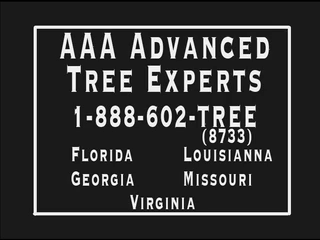 AAA Advanced
Tree Experts
1-888-602-TREE
(8733)
Florida Louisianna
Georgia Missouri
Virginia